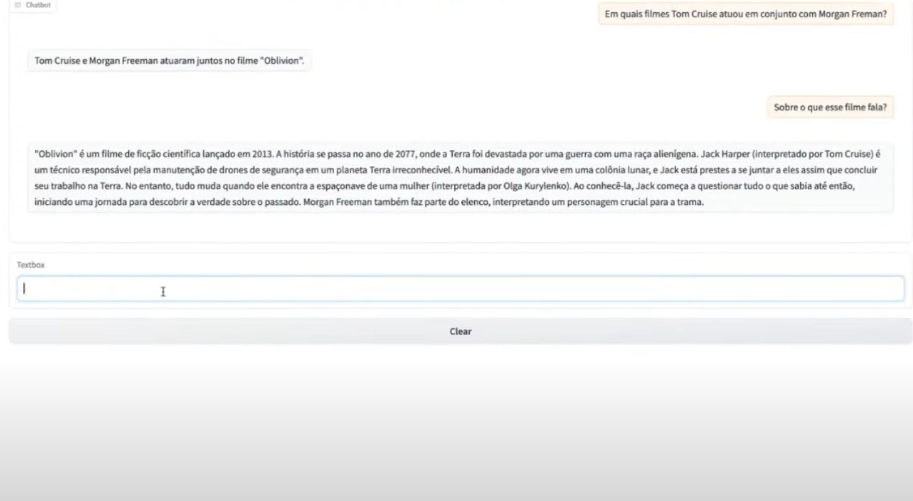 Chatbot
Em quais filmes Tom Cruise atuou em conjunto com Morgan Freman?
Tom Cruise e Morgan Freeman atuaram juntos no filme "Oblivion".
Sobre o que esse filme fala?
"Oblivion" é um filme de ficção científica lançado em 2013. A história se passa no ano de 2077, onde a Terra foi devastada por uma guerra com uma raça alienígena. Jack Harper (interpretado por Tom Cruise) é
um técnico responsável pela manutenção de drones de segurança em um planeta Terra irreconhecível. A humanidade agora vive em uma colônia lunar, e Jack está prestes a se juntar a eles assim que concluir
seu trabalho na Terra. No entanto, tudo muda quando ele encontra a espaçonave de uma mulher (interpretada por Olga Kurylenko). Ao conhecê-la, Jack começa a questionar tudo o que sabia até então,
iniciando uma jornada para descobrir a verdade sobre o passado. Morgan Freeman também faz parte do elenco, interpretando um personagem crucial para a trama.
Textbox
Clear